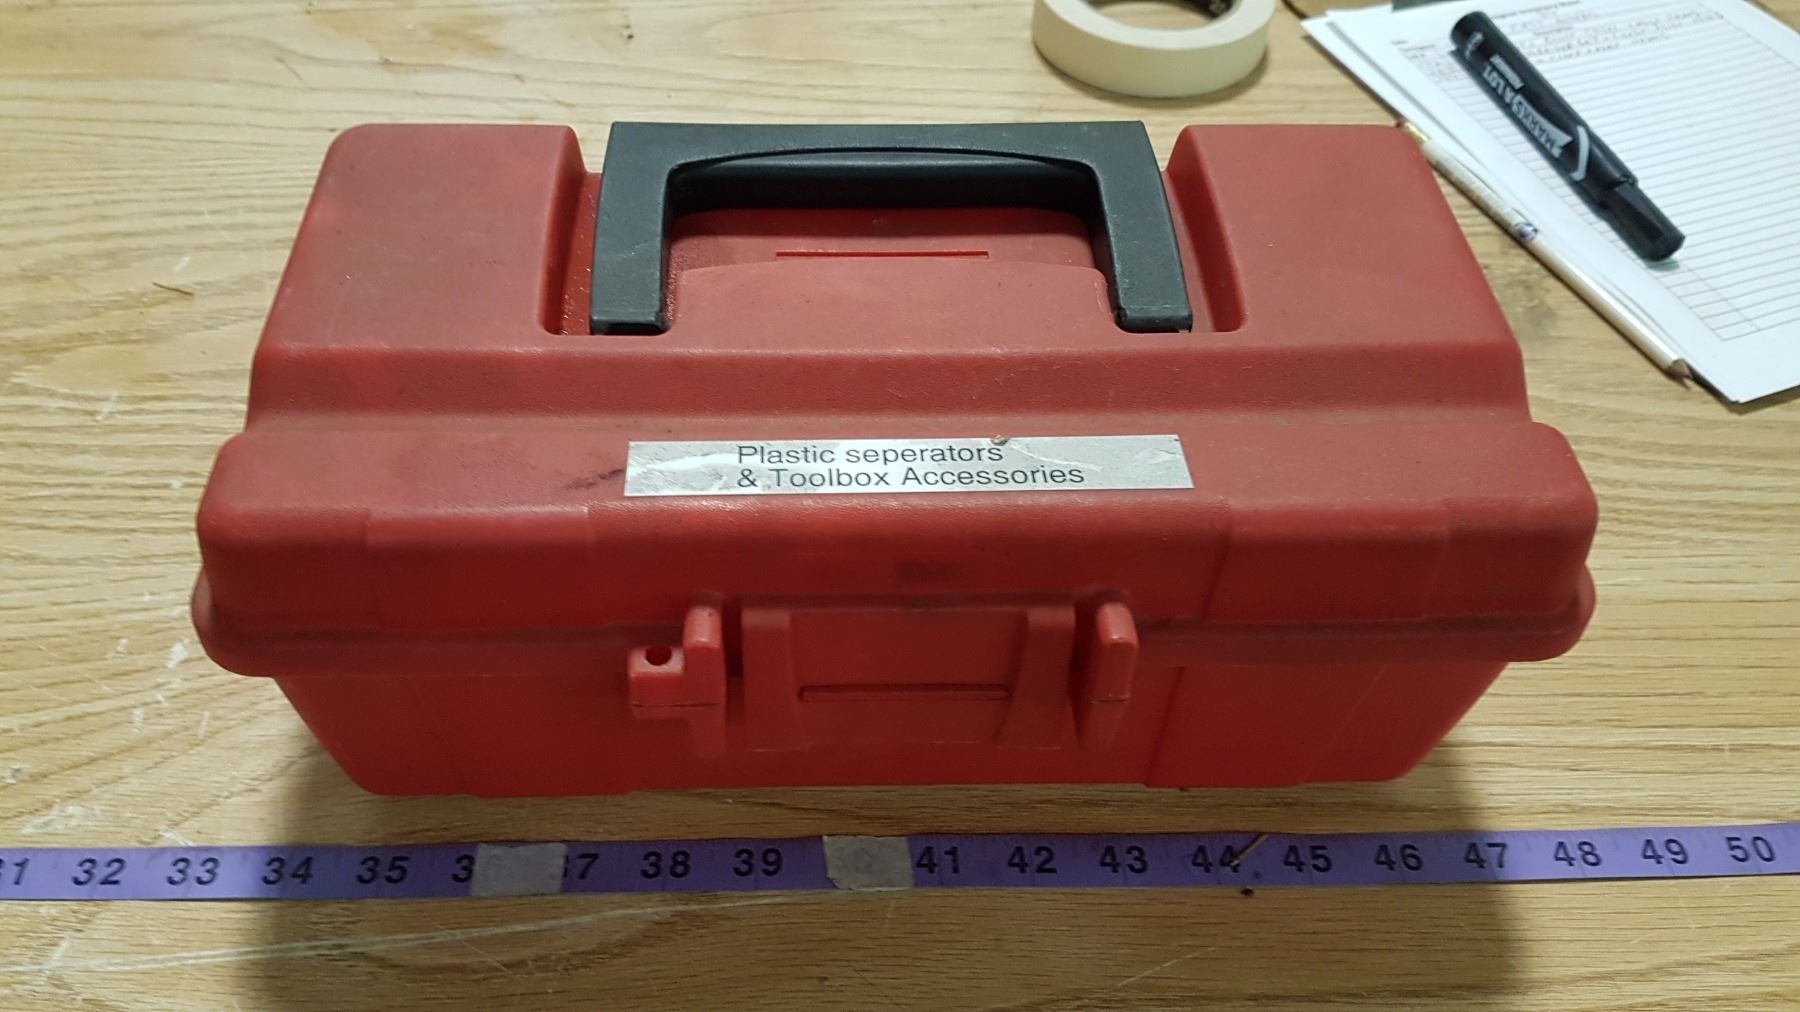 MARKS A LOT
Plastic seperators
& Toolbox Accessories
32 33 34 35 37 38 39 41 42 43 44 45 46 47 48 49 50